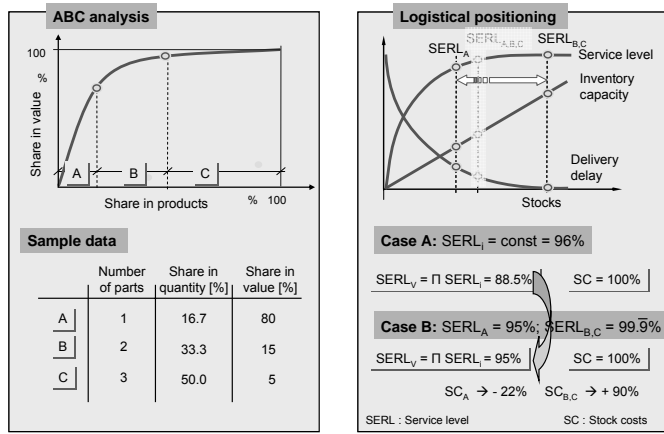 ABC analysis
100
%
Share in value
A
B
C
Share in products
% 100
Sample data
Number of parts
Share in quantity [%]
Share in value [%]
A 1 16.7 80
B 2 33.3 15
C 3 50.0 5
Logistical positioning
SERL_A
SERL_A,B,C
SERL_B,C
Service level
Inventory
capacity
Delivery
delay
Stocks
Case A: SERL_i = const = 96%
SERL_V = Π SERL_i = 88.5%
SC = 100%
Case B: SERL_A = 95%; SERL_B,C = 99.9̅%
SERL_V = Π SERL_i = 95%
SC = 100%
SC_A → - 22%
SC_B,C → + 90%
SERL : Service level
SC : Stock costs